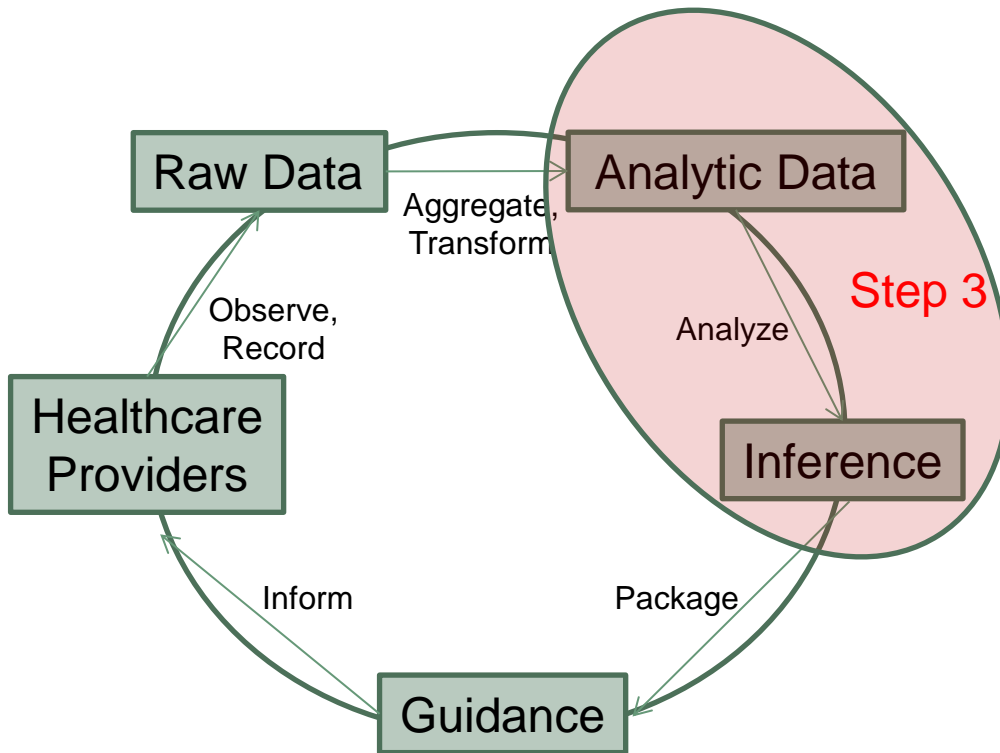 Raw Data
Analytic Data
Aggregate,
Transform
Step 3
Observe,
Record
Analyze
Healthcare
Providers
Inference
Inform
Package
Guidance